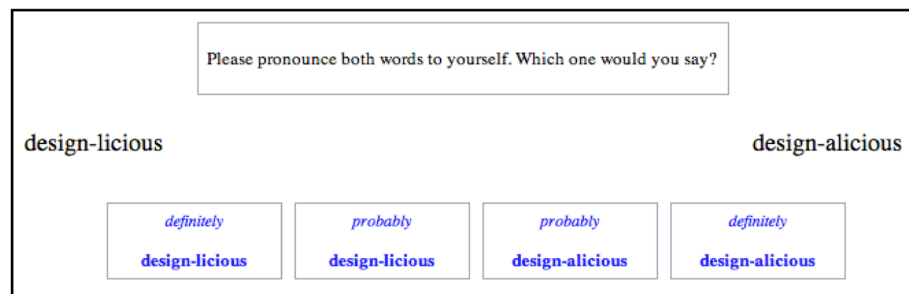 Please pronounce both words to yourself. Which one would you say?
design-licious design-alicious
definitely probably probably definitely
design-licious design-licious design-alicious design-alicious